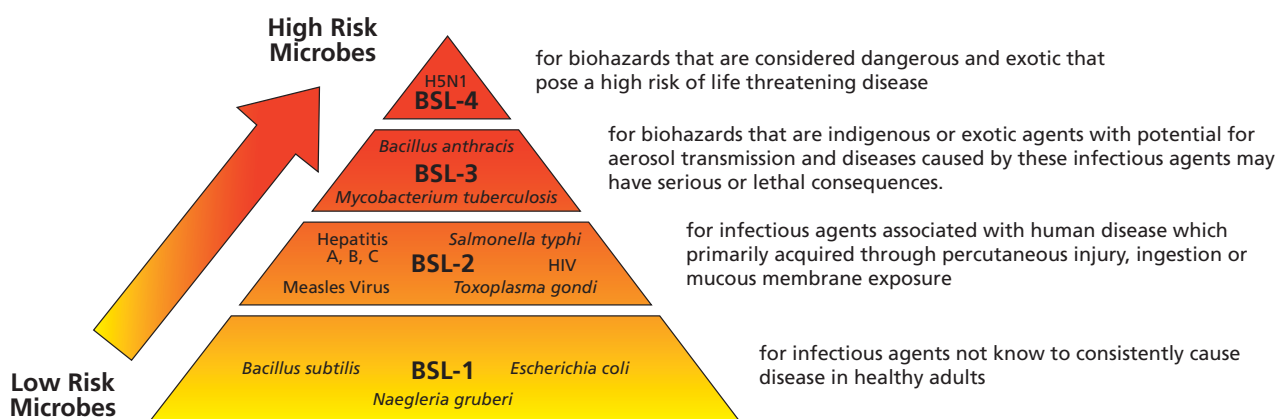 High Risk
Microbes
H5N1
BSL-4
for biohazards that are considered dangerous and exotic that
pose a high risk of life threatening disease
Bacillus anthracis
BSL-3
Mycobacterium tuberculosis
for biohazards that are indigenous or exotic agents with potential for
aerosol transmission and diseases caused by these infectious agents may
have serious or lethal consequences.
Hepatitis
A, B, C
BSL-2
Salmonella typhi
HIV
Measles Virus
Toxoplasma gondi
for infectious agents associated with human disease which
primarily acquired through percutaneous injury, ingestion or
mucous membrane exposure
Bacillus subtilis
BSL-1
Escherichia coli
Naegleria gruberi
for infectious agents not know to consistently cause
disease in healthy adults
Low Risk
Microbes